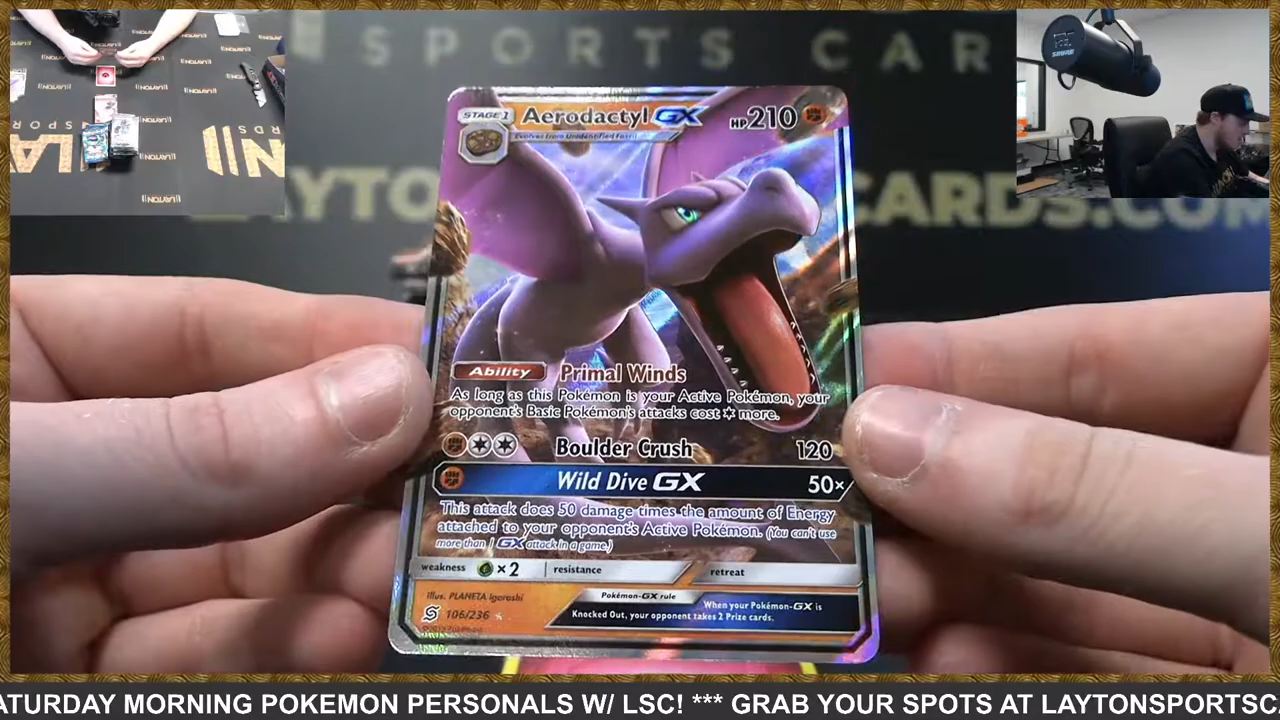 SPORTS CAR
LAYTO CARDS.COM
SHURE
STAGE 1 Aerodactyl GX HP210
Evolves from Unidentified Fossil
Ability Primal Winds
As long as this Pokémon is your Active Pokémon, your
opponent's Basic Pokémon's attacks cost more.
Boulder Crush 120
Wild Dive GX 50×
This attack does 50 damage times the amount of Energy
attached to your opponent's Active Pokémon. (You can't use
more than 1 GX attack in a game.)
weakness ×2 resistance retreat
Illus. PLANETA Igarashi
Pokémon-GX rule
When your Pokémon-GX is
Knocked Out, your opponent takes 2 Prize cards.
106/236
ATURDAY MORNING POKEMON PERSONALS W/ LSC! *** GRAB YOUR SPOTS AT LAYTONSPORTSCA